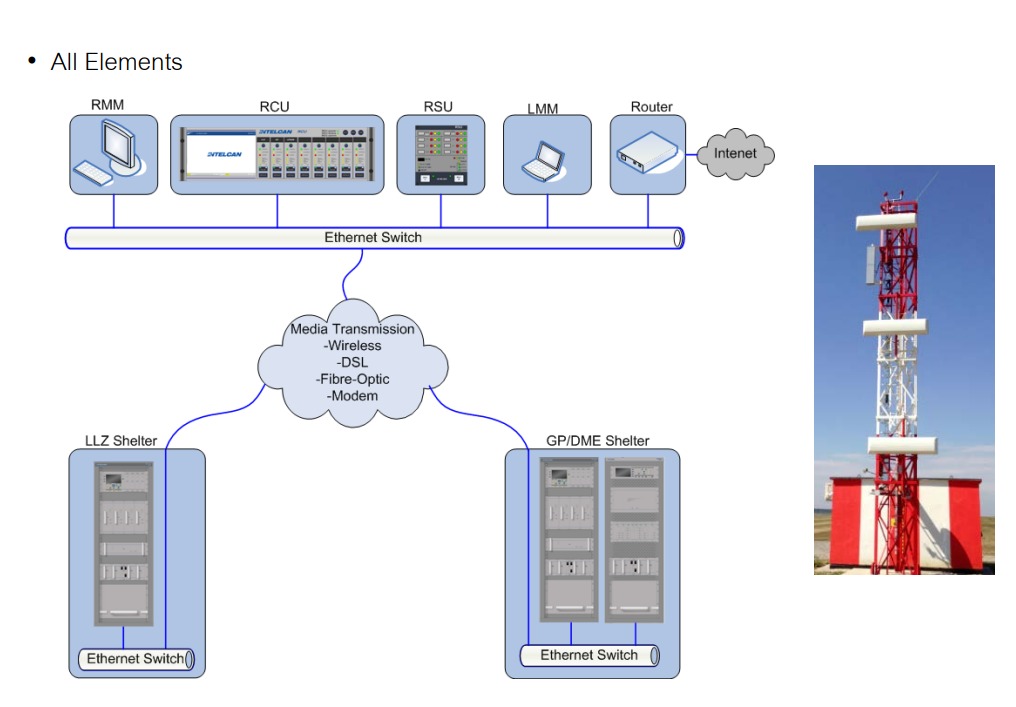 • All Elements
RMM
RCU
RSU
LMM
Router
INTELCAN
INTELCAN
Intenet
Ethernet Switch
Media Transmission
-Wireless
-DSL
-Fibre-Optic
-Modem
LLZ Shelter
GP/DME Shelter
Ethernet Switch
Ethernet Switch